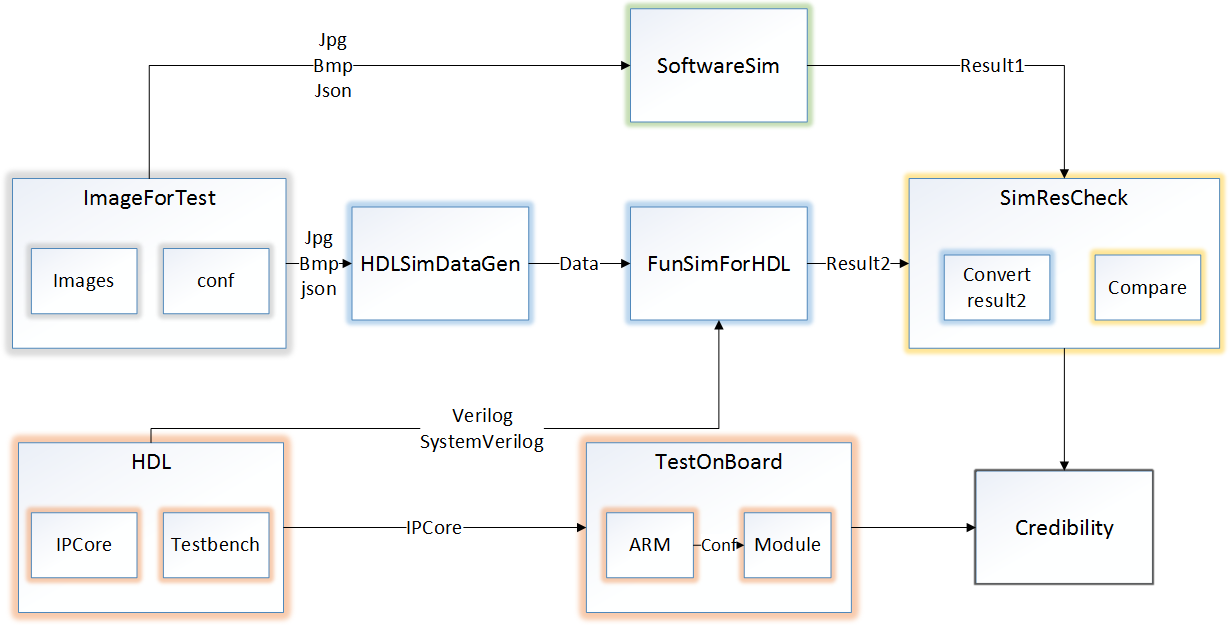 Jpg
Bmp
Json
SoftwareSim
Result1
ImageForTest
Images
conf
Jpg
Bmp
json
HDLSimDataGen
Data
FunSimForHDL
Result2
SimResCheck
Convert
result2
Compare
Verilog
SystemVerilog
HDL
IPCore
Testbench
IPCore
TestOnBoard
ARM
Conf
Module
Credibility